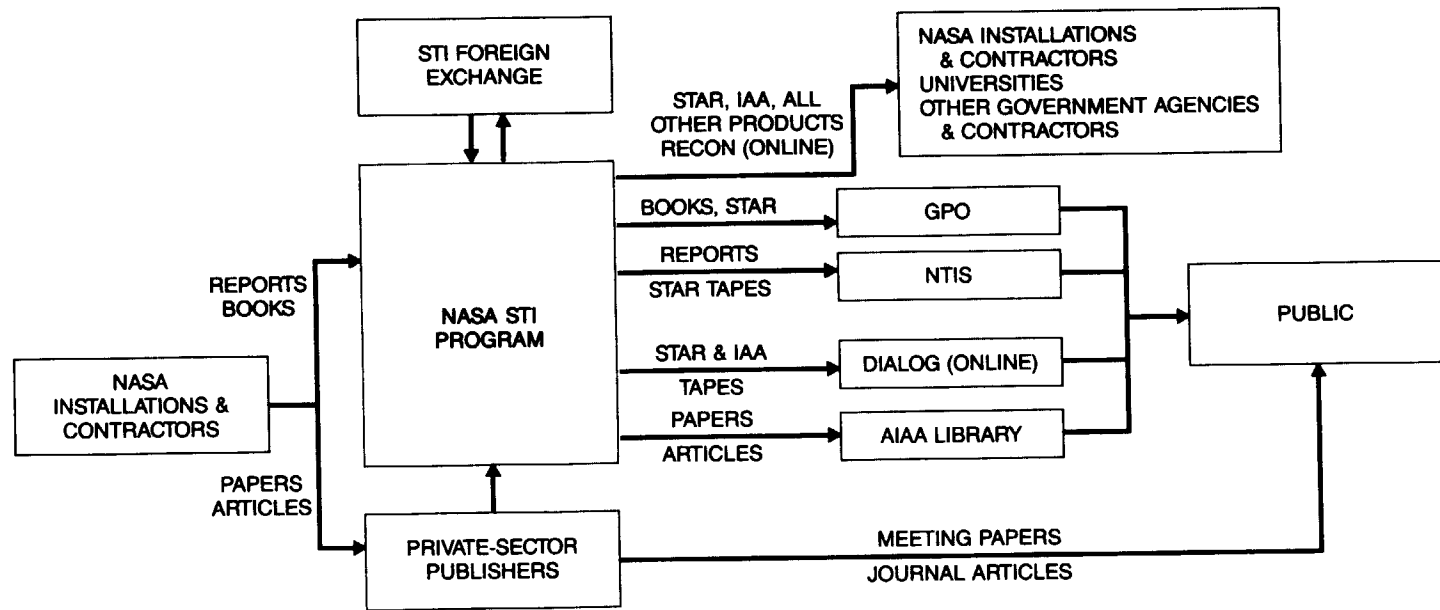 STI FOREIGN
EXCHANGE
STAR, IAA, ALL
OTHER PRODUCTS
RECON (ONLINE)
NASA INSTALLATIONS
& CONTRACTORS
UNIVERSITIES
OTHER GOVERNMENT AGENCIES
& CONTRACTORS
REPORTS
BOOKS
NASA STI
PROGRAM
BOOKS, STAR
GPO
REPORTS
STAR TAPES
NTIS
STAR & IAA
TAPES
DIALOG (ONLINE)
PAPERS
ARTICLES
AIAA LIBRARY
PUBLIC
NASA
INSTALLATIONS &
CONTRACTORS
PAPERS
ARTICLES
PRIVATE-SECTOR
PUBLISHERS
MEETING PAPERS
JOURNAL ARTICLES